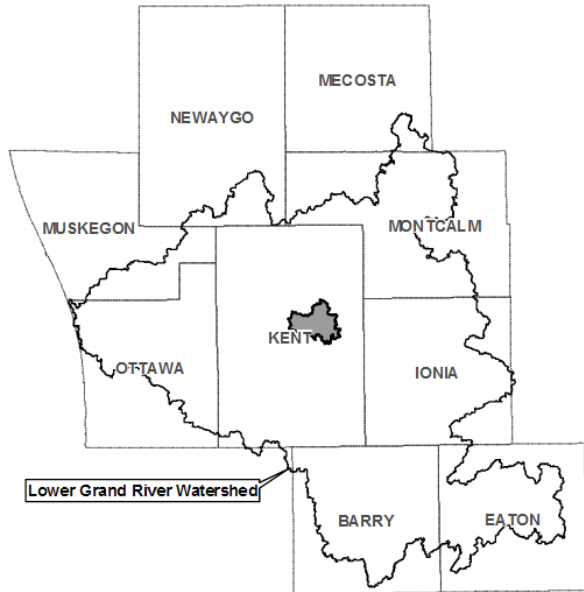 MECOSTA
NEWAYGO
MUSKEGON
MONTCALM
KENT
OTTAWA
IONIA
Lower Grand River Watershed
BARRY
EATON